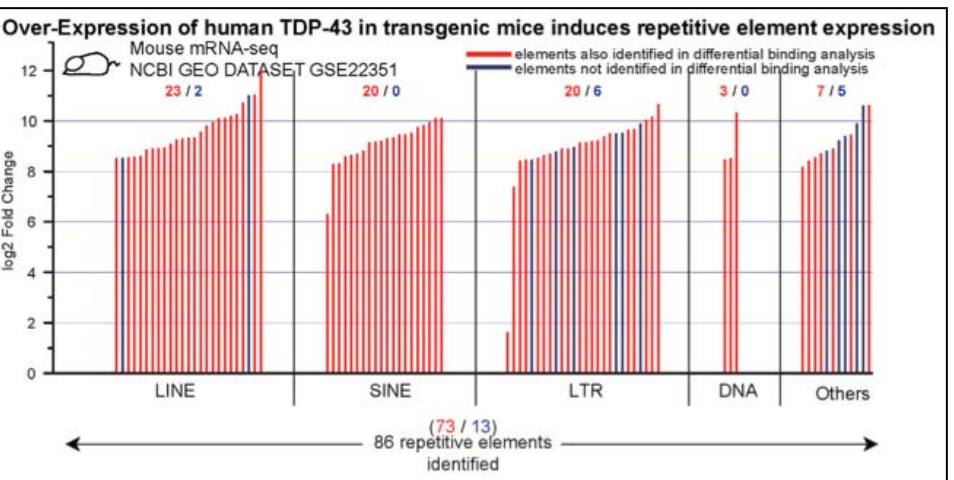 Over-Expression of human TDP-43 in transgenic mice induces repetitive element expression
Mouse mRNA-seq
NCBI GEO DATASET GSE22351
elements also identified in differential binding analysis
elements not identified in differential binding analysis
23 / 2
20 / 0
20 / 6
3 / 0
7 / 5
log2 Fold Change
12
10
8
6
4
2
0
LINE
SINE
LTR
DNA
Others
(73 / 13)
86 repetitive elements
identified